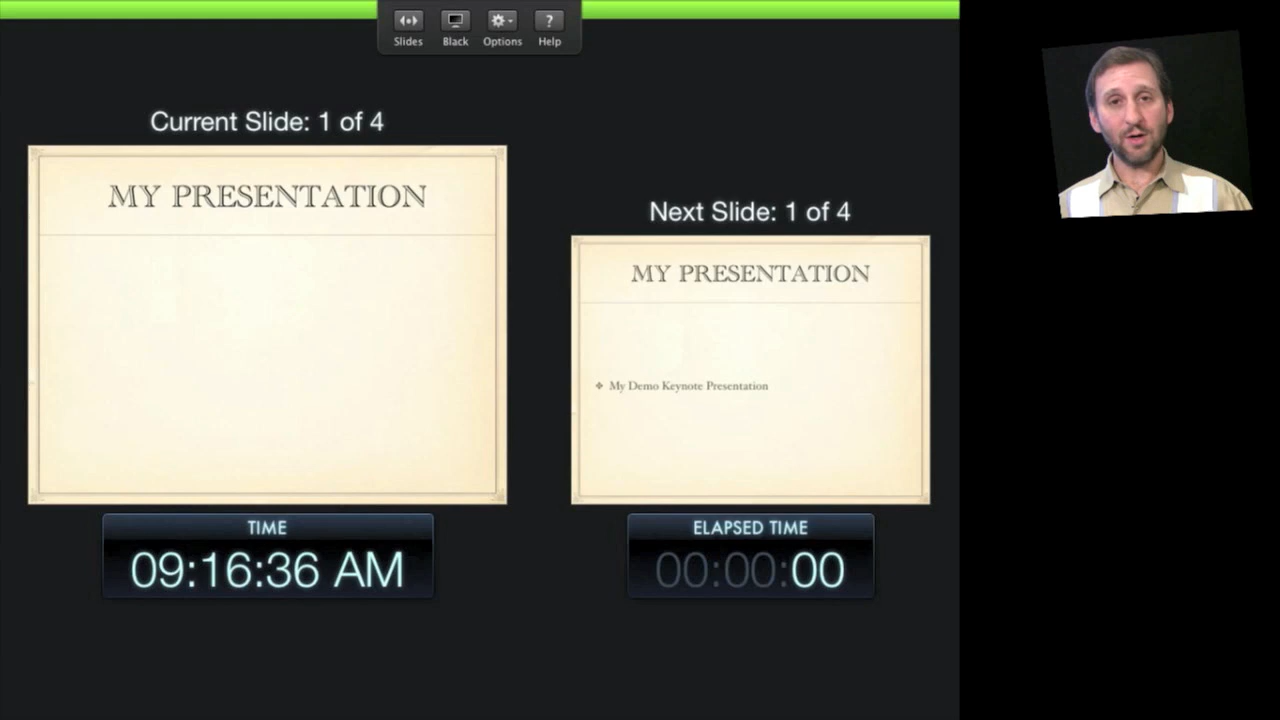 Slides Black Options Help
Current Slide: 1 of 4
MY PRESENTATION
Next Slide: 1 of 4
MY PRESENTATION
My Demo Keynote Presentation
TIME
09:16:36 AM
ELAPSED TIME
00:00:00